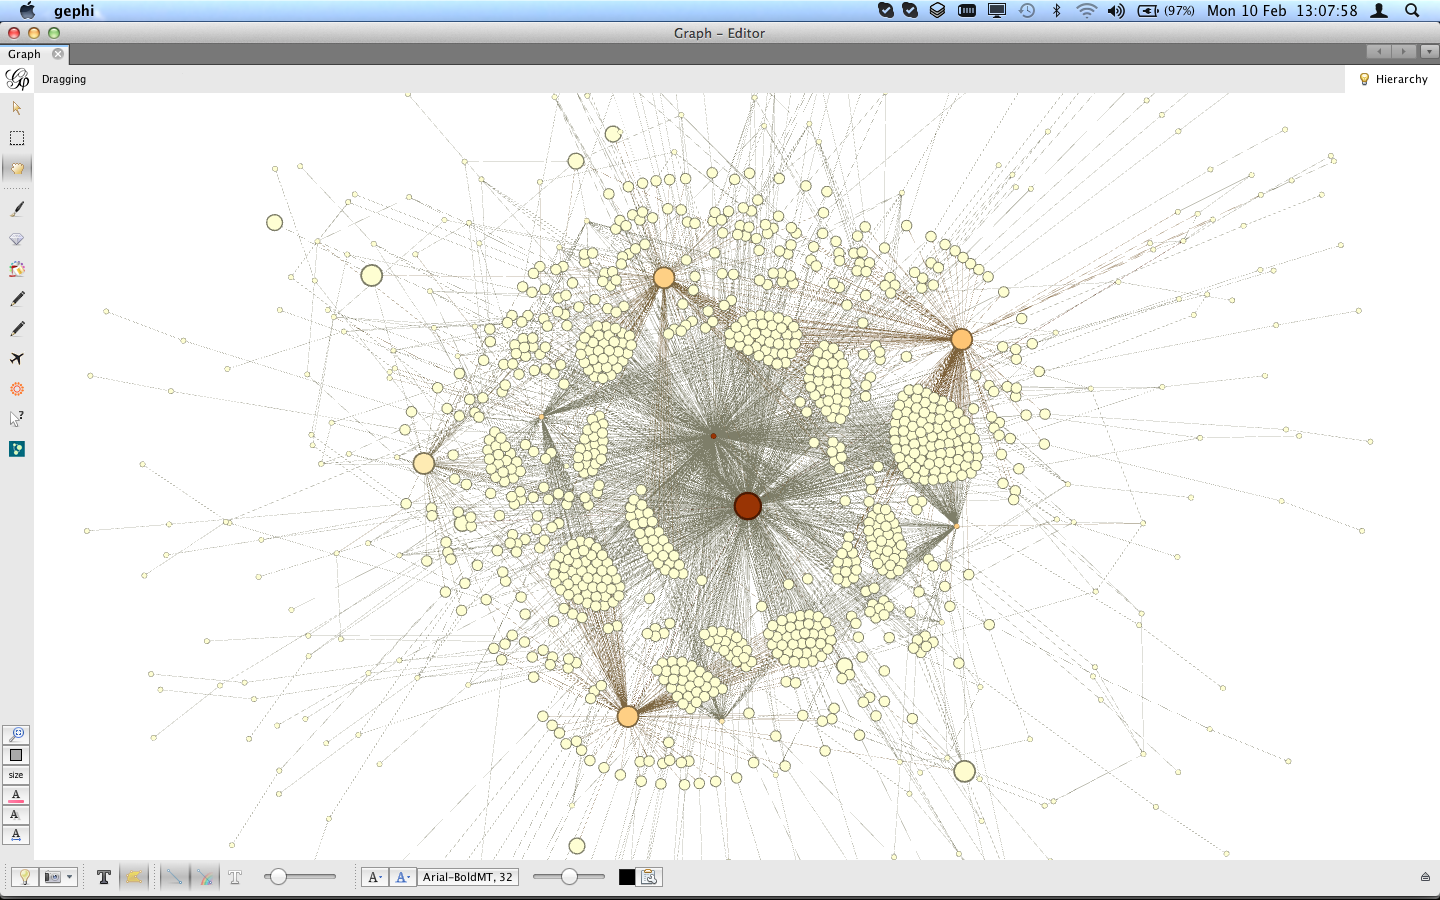 gephi
(97%) Mon 10 Feb 13:07:58
Graph - Editor
Graph
Dragging
Hierarchy
size
A
A
A
T
T
A
A
Arial-BoldMT, 32